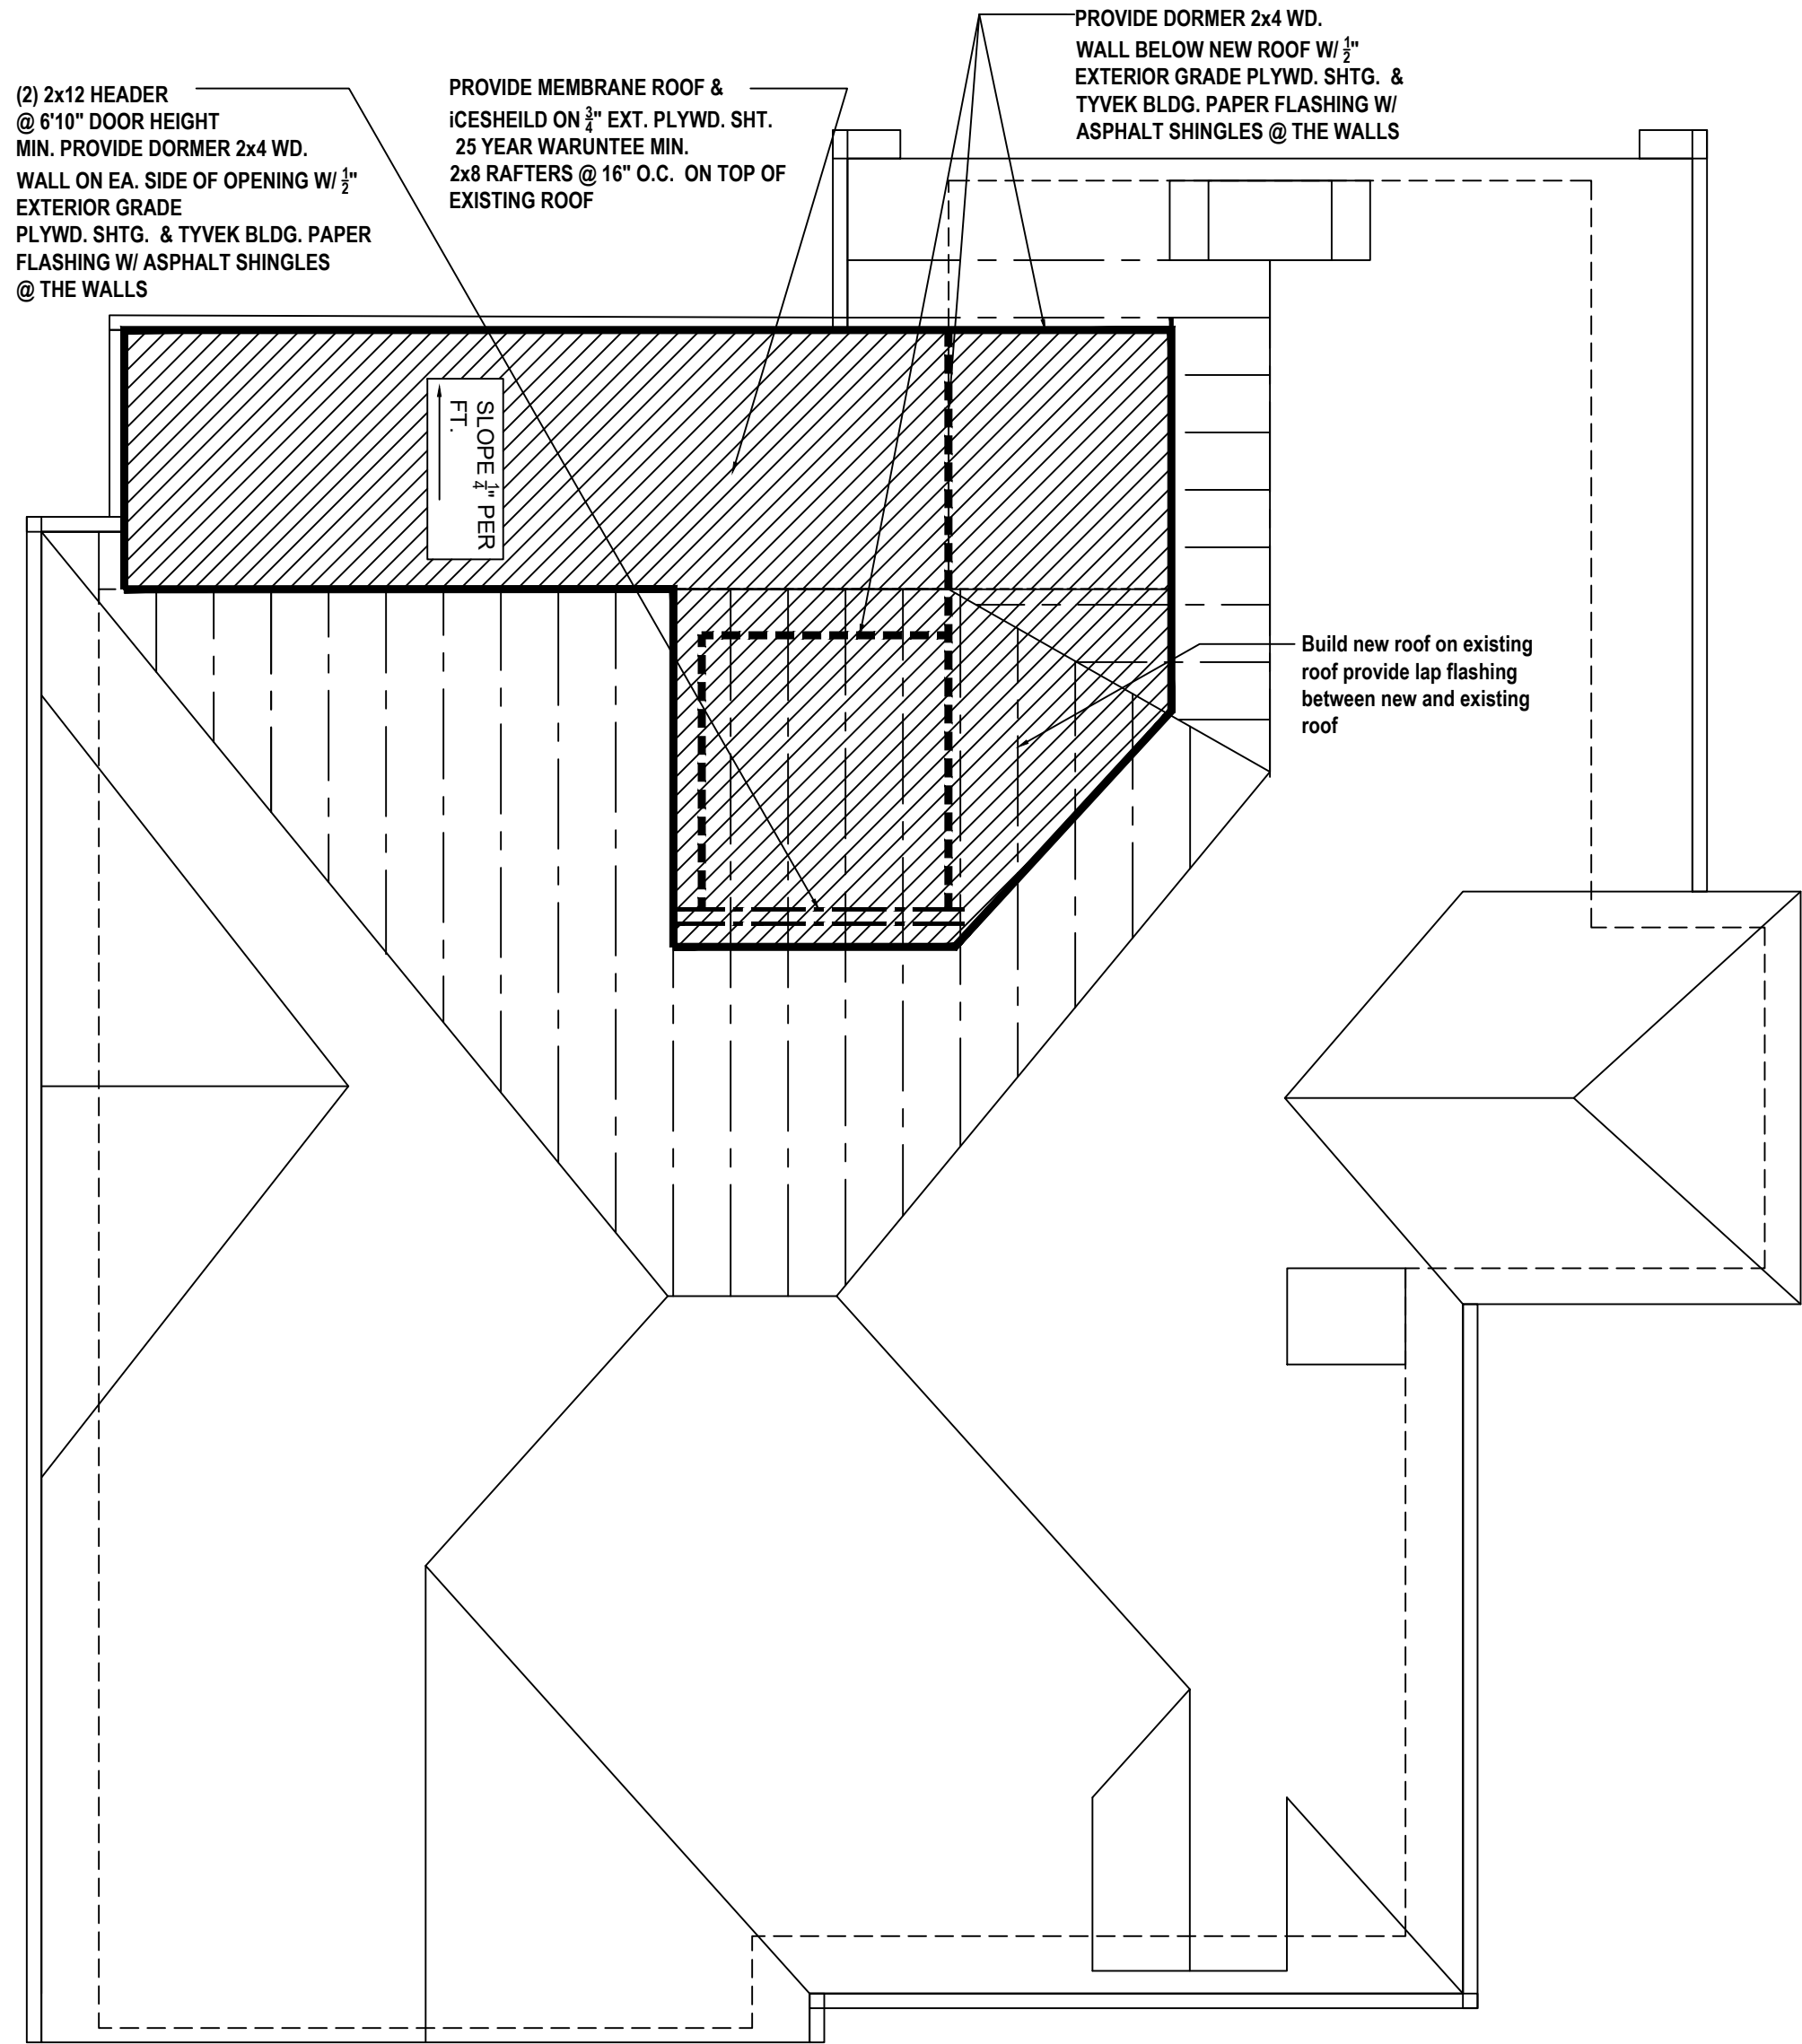 (2) 2x12 HEADER
@ 6'10" DOOR HEIGHT
MIN. PROVIDE DORMER 2x4 WD.
WALL ON EA. SIDE OF OPENING W/ 1/2"
EXTERIOR GRADE
PLYWD. SHTG. & TYVEK BLDG. PAPER
FLASHING W/ ASPHALT SHINGLES
@ THE WALLS
PROVIDE MEMBRANE ROOF &
iCESHEILD ON 3/4" EXT. PLYWD. SHT.
25 YEAR WARUNTEE MIN.
2x8 RAFTERS @ 16" O.C. ON TOP OF
EXISTING ROOF
PROVIDE DORMER 2x4 WD.
WALL BELOW NEW ROOF W/ 1/2"
EXTERIOR GRADE PLYWD. SHTG. &
TYVEK BLDG. PAPER FLASHING W/
ASPHALT SHINGLES @ THE WALLS
SLOPE 1/4" PER
FT.
Build new roof on existing
roof provide lap flashing
between new and existing
roof